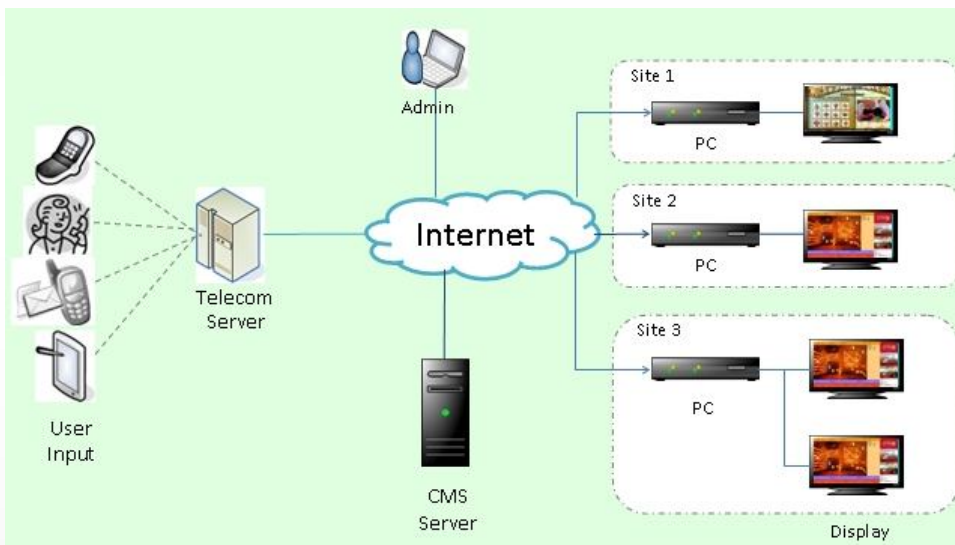 Admin
Site 1
PC
Site 2
PC
Internet
Telecom
Server
Site 3
PC
User
Input
CMS
Server
Display